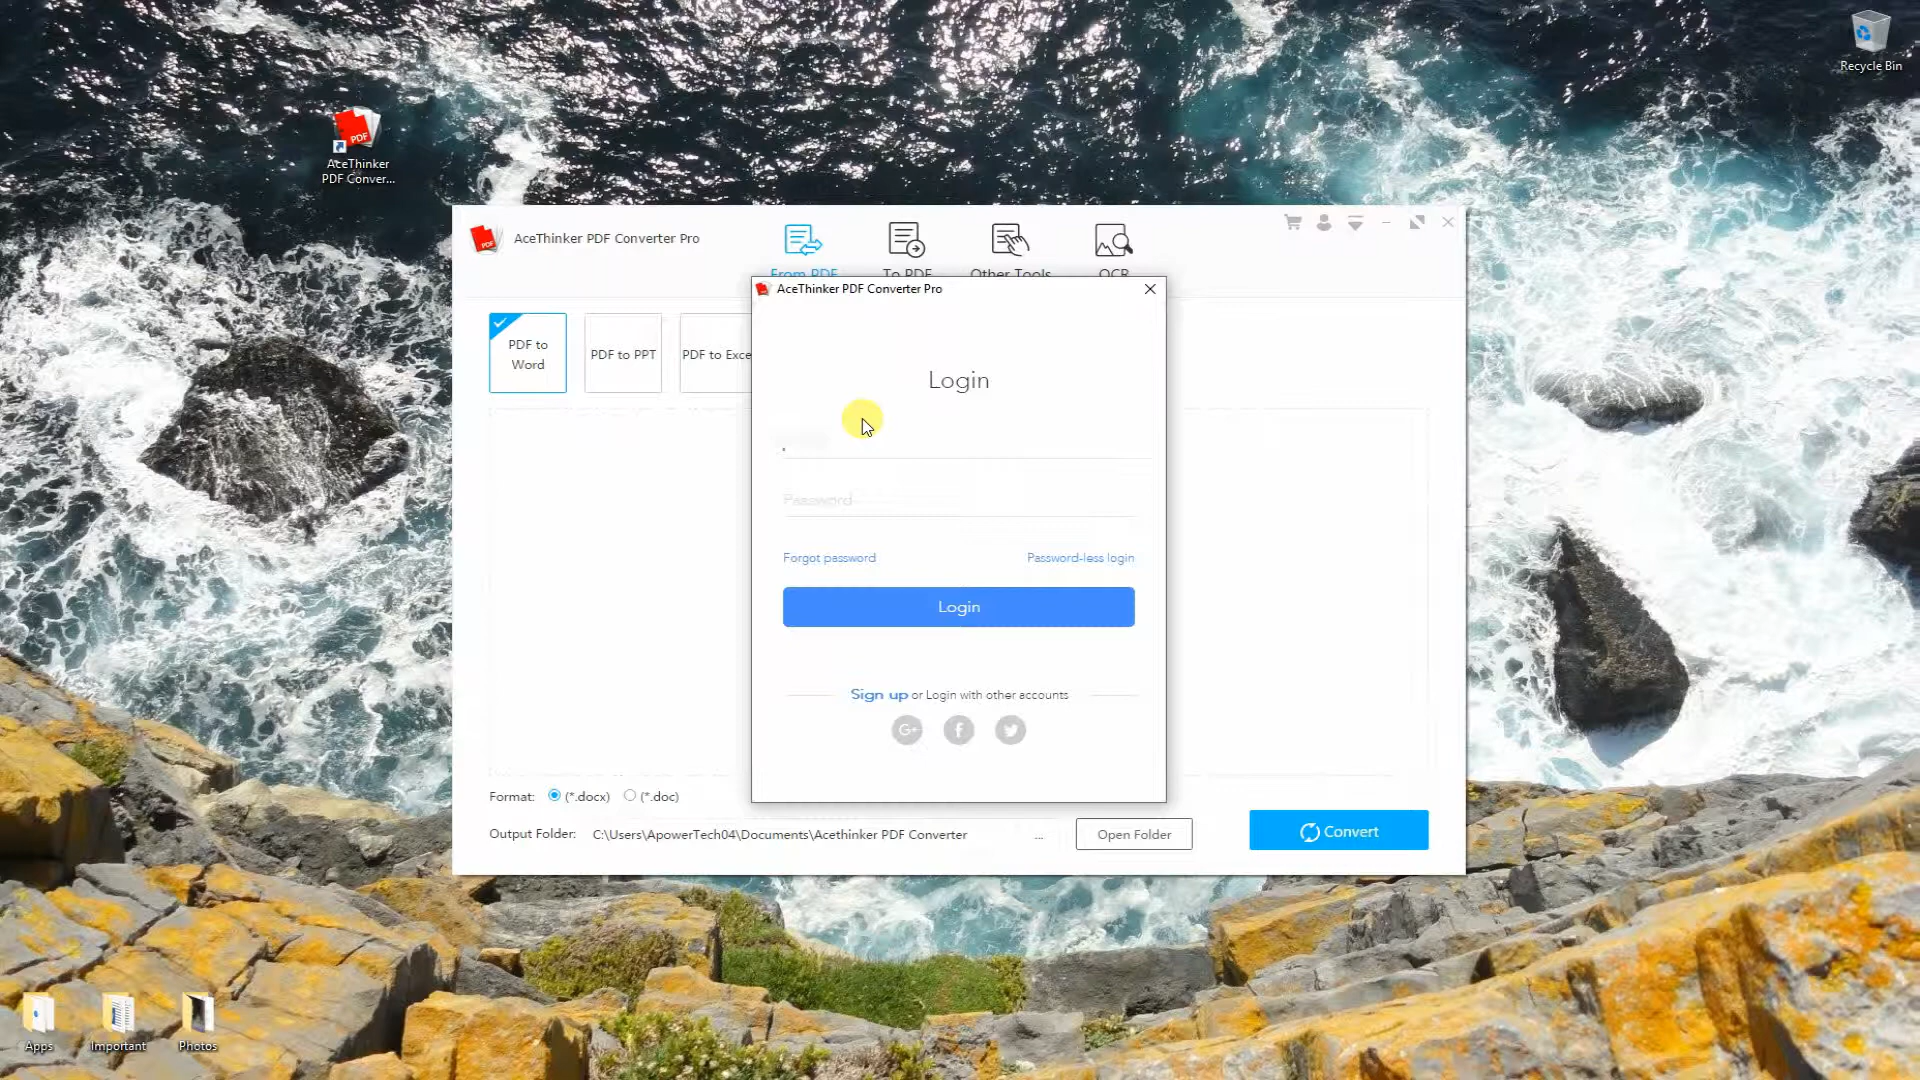 Recycle Bin
AceThinker
PDF Conver...
PDF
AceThinker PDF Converter Pro
From PDF
To PDF
Other Tools
OCR
AceThinker PDF Converter Pro
PDF to
Word
PDF to PPT
PDF to Exce
Login
Password
Forgot password
Password-less login
Login
Sign up or Login with other accounts
G+
f
Format:
(*.docx)
(*.doc)
Output Folder:
C:\Users\ApowerTech04\Documents\Acethinker PDF Converter
...
Open Folder
Convert
Apps
Important
Photos